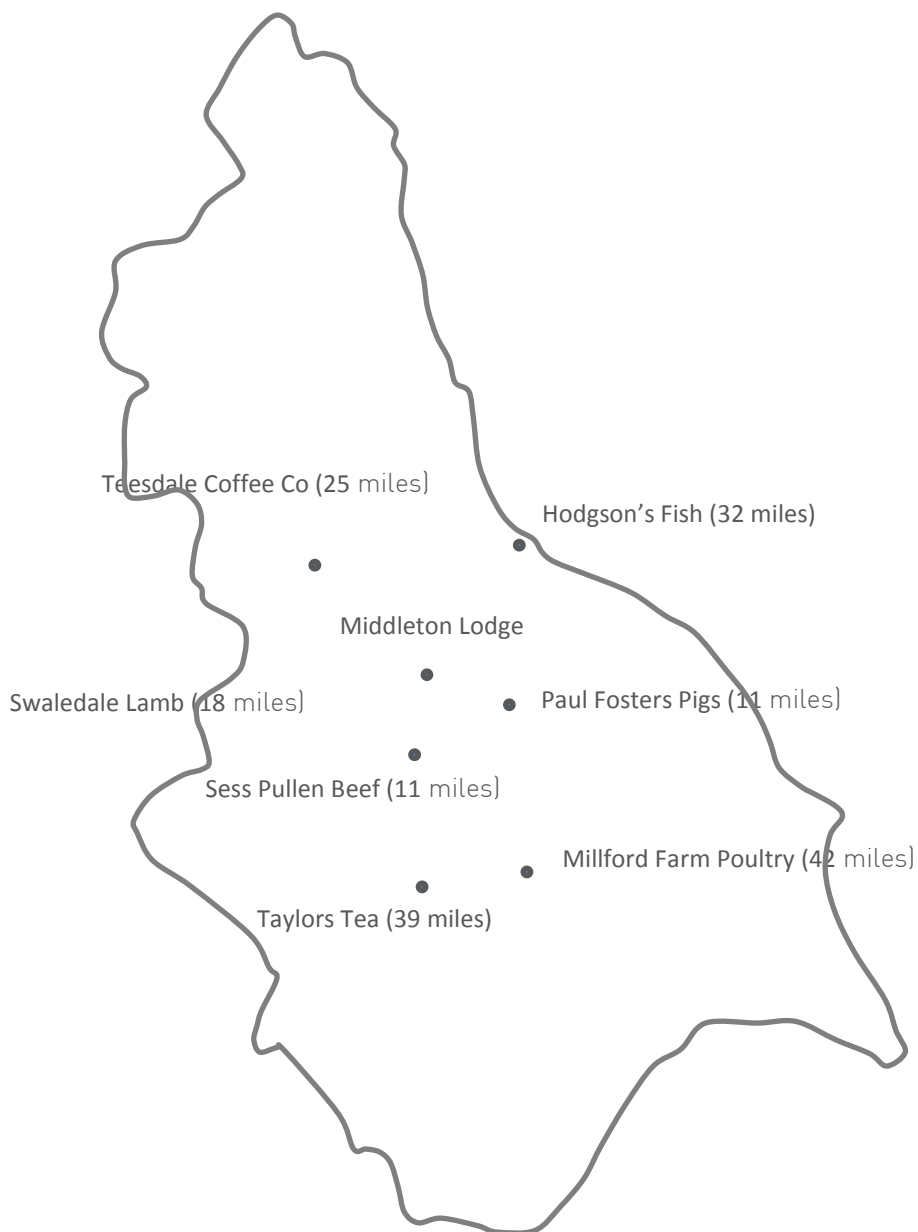 Teesdale Coffee Co (25 miles)
Hodgson’s Fish (32 miles)
Middleton Lodge
Swaledale Lamb (18 miles)
Paul Fosters Pigs (11 miles)
Sess Pullen Beef (11 miles)
Millford Farm Poultry (42 miles)
Taylors Tea (39 miles)